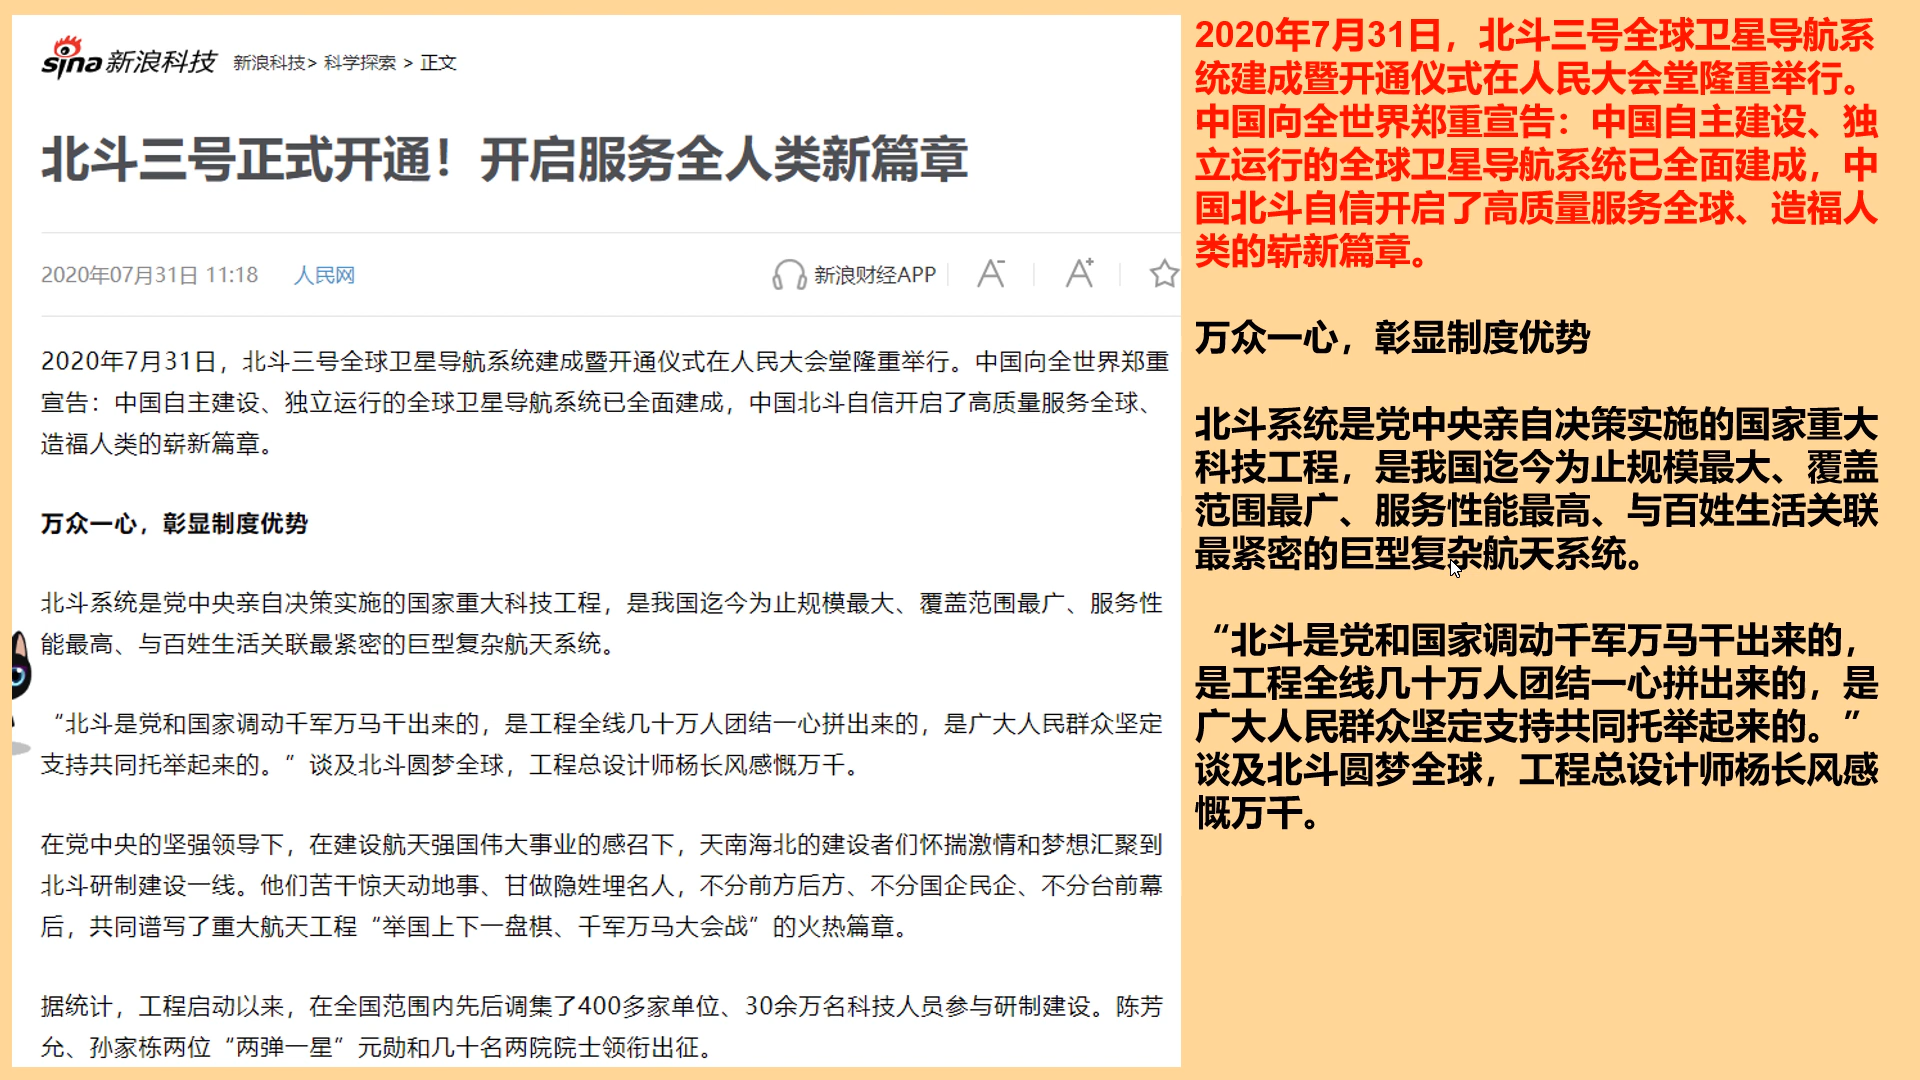 sina新浪科技 新浪科技> 科学探索 > 正文
北斗三号正式开通！开启服务全人类新篇章
2020年07月31日 11:18 人民网 新浪财经APP A- A+
2020年7月31日，北斗三号全球卫星导航系统建成暨开通仪式在人民大会堂隆重举行。中国向全世界郑重
宣告：中国自主建设、独立运行的全球卫星导航系统已全面建成，中国北斗自信开启了高质量服务全球、
造福人类的崭新篇章。
万众一心，彰显制度优势
北斗系统是党中央亲自决策实施的国家重大科技工程，是我国迄今为止规模最大、覆盖范围最广、服务性
能最高、与百姓生活关联最紧密的巨型复杂航天系统。
“北斗是党和国家调动千军万马干出来的，是工程全线几十万人团结一心拼出来的，是广大人民群众坚定
支持共同托举起来的。”谈及北斗圆梦全球，工程总设计师杨长风感慨万千。
在党中央的坚强领导下，在建设航天强国伟大事业的感召下，天南海北的建设者们怀揣激情和梦想汇聚到
北斗研制建设一线。他们苦干惊天动地事、甘做隐姓埋名人，不分前方后方、不分国企民企、不分台前幕
后，共同谱写了重大航天工程“举国上下一盘棋、千军万马大会战”的火热篇章。
据统计，工程启动以来，在全国范围内先后调集了400多家单位、30余万名科技人员参与研制建设。陈芳
允、孙家栋两位“两弹一星”元勋和几十名两院院士领衔出征。
2020年7月31日，北斗三号全球卫星导航系
统建成暨开通仪式在人民大会堂隆重举行。
中国向全世界郑重宣告：中国自主建设、独
立运行的全球卫星导航系统已全面建成，中
国北斗自信开启了高质量服务全球、造福人
类的崭新篇章。
万众一心，彰显制度优势
北斗系统是党中央亲自决策实施的国家重大
科技工程，是我国迄今为止规模最大、覆盖
范围最广、服务性能最高、与百姓生活关联
最紧密的巨型复杂航天系统。
“北斗是党和国家调动千军万马干出来的，
是工程全线几十万人团结一心拼出来的，是
广大人民群众坚定支持共同托举起来的。”
谈及北斗圆梦全球，工程总设计师杨长风感
慨万千。